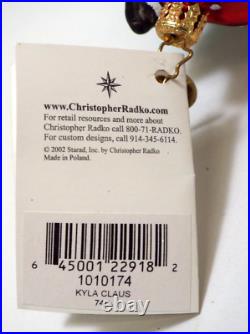 www.ChristopherRadko.com
For retail resources and more about
Christopher Radko call 800-71-RADKO.
For custom designs, call 914-345-6114.
© 2002 Starad, Inc. by Christopher Radko
Made in Poland.
6 45001 22918 2
1010174
KYLA CLAUS